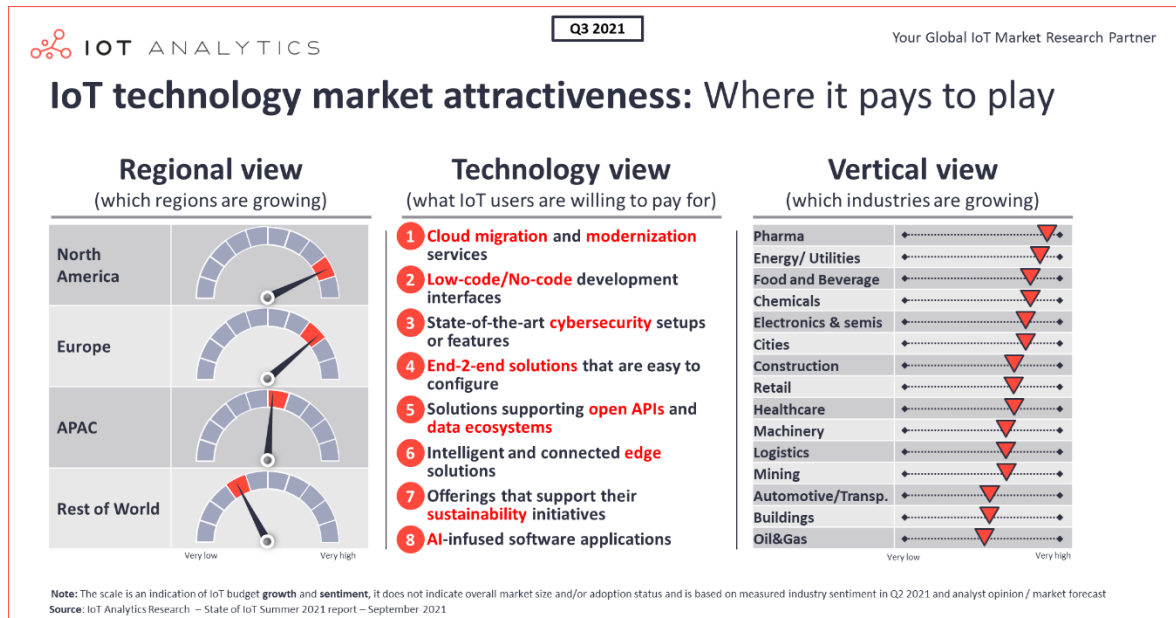 Q3 2021
IOT ANALYTICS
Your Global IoT Market Research Partner
IoT technology market attractiveness: Where it pays to play
Regional view
(which regions are growing)
North
America
Europe
APAC
Rest of World
Very low
Very high
Technology view
(what IoT users are willing to pay for)
1 Cloud migration and modernization
services
2 Low-code/No-code development
interfaces
3 State-of-the-art cybersecurity setups
or features
4 End-2-end solutions that are easy to
configure
5 Solutions supporting open APIs and
data ecosystems
6 Intelligent and connected edge
solutions
7 Offerings that support their
sustainability initiatives
8 AI-infused software applications
Vertical view
(which industries are growing)
Pharma
Energy/ Utilities
Food and Beverage
Chemicals
Electronics & semis
Cities
Construction
Retail
Healthcare
Machinery
Logistics
Mining
Automotive/Transp.
Buildings
Oil&Gas
Very low
Very high
Note: The scale is an indication of IoT budget growth and sentiment, it does not indicate overall market size and/or adoption status and is based on measured industry sentiment in Q2 2021 and analyst opinion / market forecast
Source: IoT Analytics Research – State of IoT Summer 2021 report – September 2021